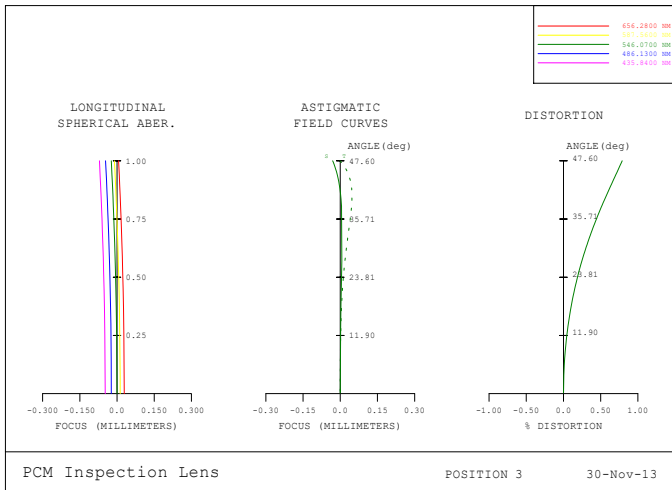 656.2800 NM
546.0700 NM
486.1300 NM
435.8400 NM
LONGITUDINAL
SPHERICAL ABER.
ASTIGMATIC
FIELD CURVES
DISTORTION
ANGLE(deg)
ANGLE(deg)
S T
1.00
47.60
47.60
0.75
35.71
35.71
0.50
23.81
23.81
0.25
11.90
11.90
-0.300 -0.150 0.0 0.150 0.300
-0.300 -0.150 0.0 0.150 0.300
-1.00 -0.50 0.0 0.50 1.00
FOCUS (MILLIMETERS)
FOCUS (MILLIMETERS)
% DISTORTION
PCM Inspection Lens
POSITION 3
30-Nov-13